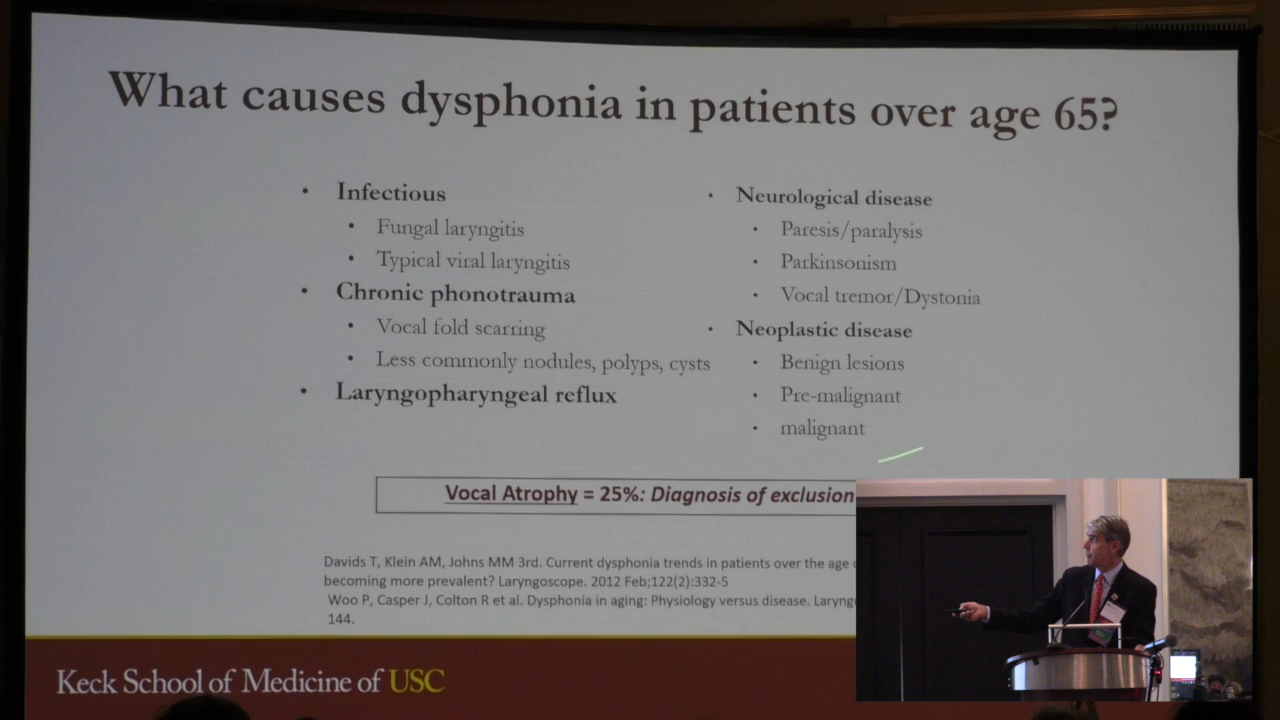 What causes dysphonia in patients over age 65?
• Infectious
• Fungal laryngitis
• Typical viral laryngitis
• Chronic phonotrauma
• Vocal fold scarring
• Less commonly nodules, polyps, cysts
• Laryngopharyngeal reflux
• Neurological disease
• Paresis/paralysis
• Parkinsonism
• Vocal tremor/Dystonia
• Neoplastic disease
• Benign lesions
• Pre-malignant
• malignant
Vocal Atrophy = 25%: Diagnosis of exclusion
Davids T, Klein AM, Johns MM 3rd. Current dysphonia trends in patients over the age
becoming more prevalent? Laryngoscope. 2012 Feb;122(2):332-5
Woo P, Casper J, Colton R et al. Dysphonia in aging: Physiology versus disease.
144.
Keck School of Medicine of USC